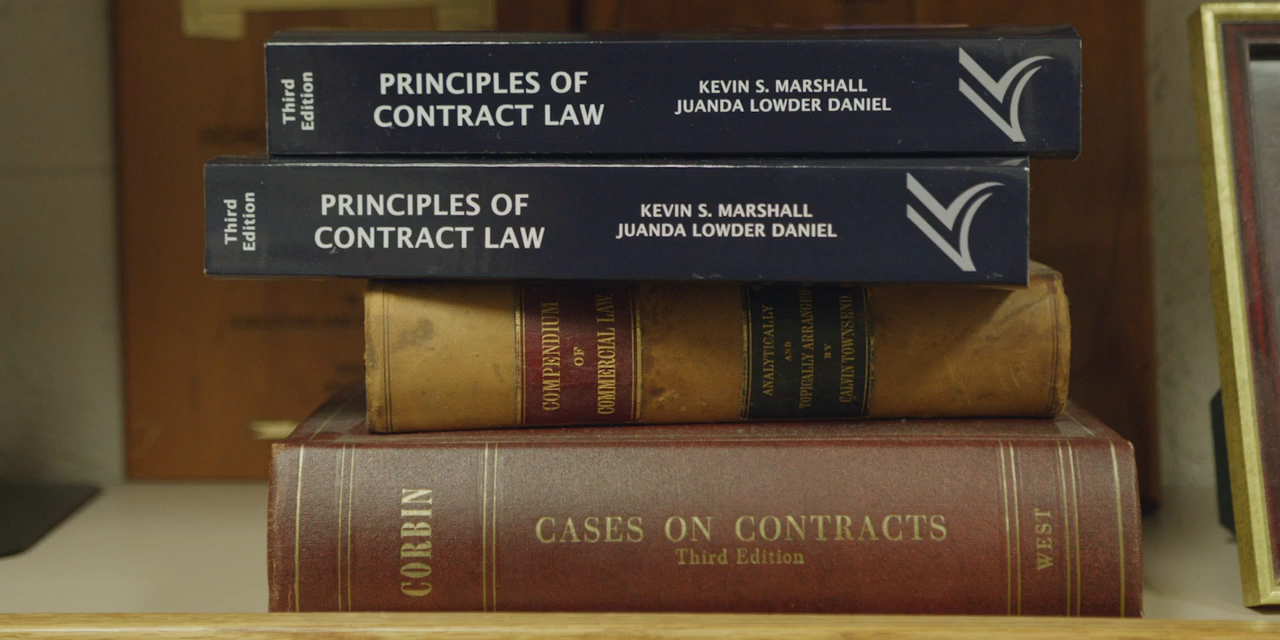 Third
Edition
PRINCIPLES OF
CONTRACT LAW
KEVIN S. MARSHALL
JUANDA LOWDER DANIEL
Third
Edition
PRINCIPLES OF
CONTRACT LAW
KEVIN S. MARSHALL
JUANDA LOWDER DANIEL
COMPENDIUM
OF
COMMERCIAL LAW.
ANALYTICALLY
AND
TOPICALLY ARRANGED
BY
CALVIN TOWNSEND.
CORBIN
CASES ON CONTRACTS
Third Edition
WEST